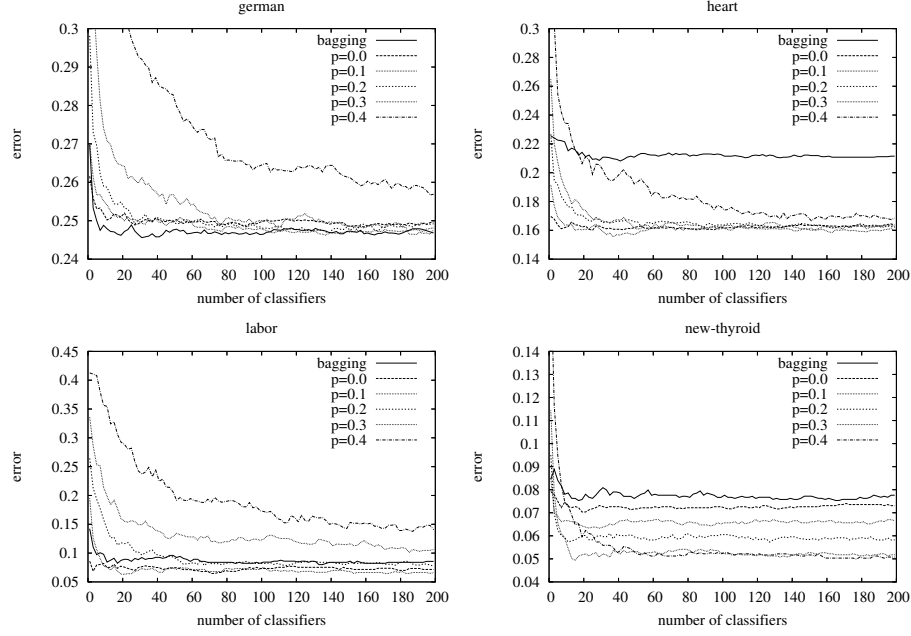 german
0.3
0.29
0.28
0.27
0.26
0.25
0.24
error
0 20 40 60 80 100 120 140 160 180 200
number of classifiers
bagging
p=0.0
p=0.1
p=0.2
p=0.3
p=0.4
heart
0.3
0.28
0.26
0.24
0.22
0.2
0.18
0.16
0.14
error
0 20 40 60 80 100 120 140 160 180 200
number of classifiers
bagging
p=0.0
p=0.1
p=0.2
p=0.3
p=0.4
labor
0.45
0.4
0.35
0.3
0.25
0.2
0.15
0.1
0.05
error
0 20 40 60 80 100 120 140 160 180 200
number of classifiers
bagging
p=0.0
p=0.1
p=0.2
p=0.3
p=0.4
new-thyroid
0.14
0.13
0.12
0.11
0.1
0.09
0.08
0.07
0.06
0.05
0.04
error
0 20 40 60 80 100 120 140 160 180 200
number of classifiers
bagging
p=0.0
p=0.1
p=0.2
p=0.3
p=0.4